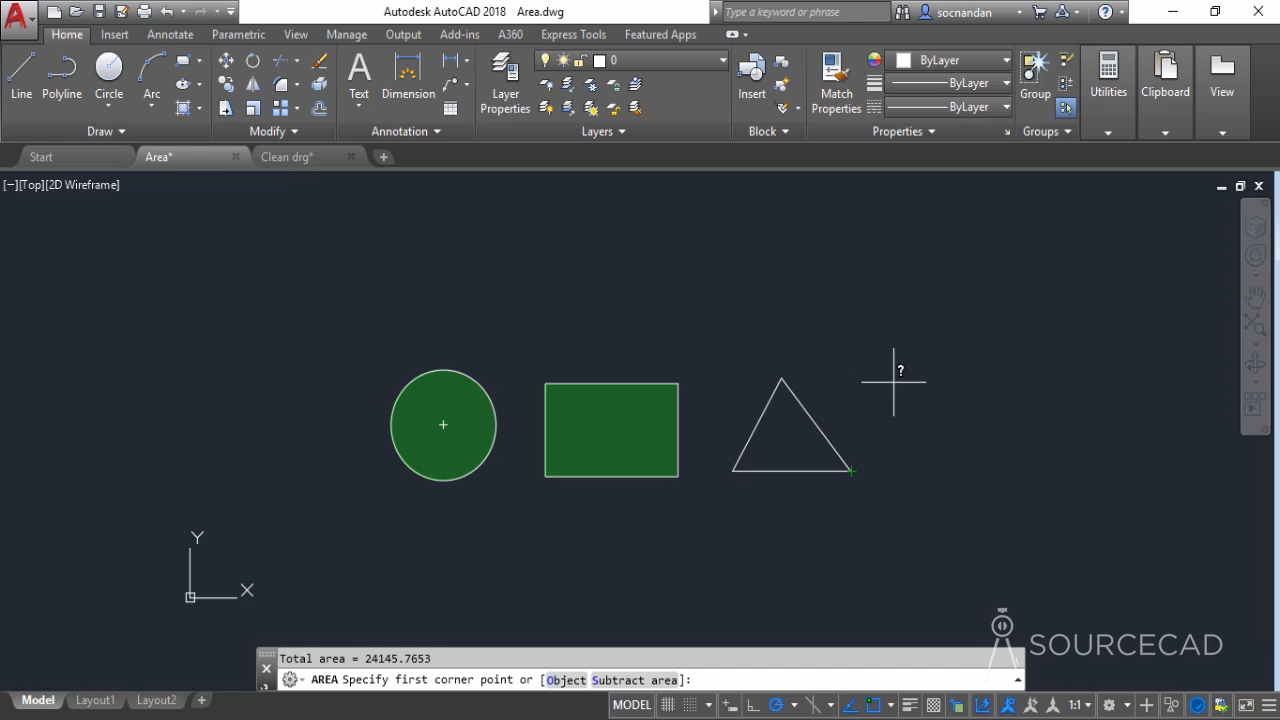 Autodesk AutoCAD 2018 Area.dwg
Type a keyword or phrase
socnandan
Home Insert Annotate Parametric View Manage Output Add-ins A360 Express Tools Featured Apps
0
ByLayer
ByLayer
ByLayer
Line Polyline Circle Arc
Text Dimension
Layer Properties
Insert
Match Properties
Group
Utilities Clipboard View
Draw Modify Annotation Layers Block Properties Groups
Start Area* Clean drg*
[−][Top][2D Wireframe]
?
Y
X
SOURCECAD
Total area = 24145.7653
AREA Specify first corner point or [Object Subtract area]:
Model Layout1 Layout2
MODEL 1:1